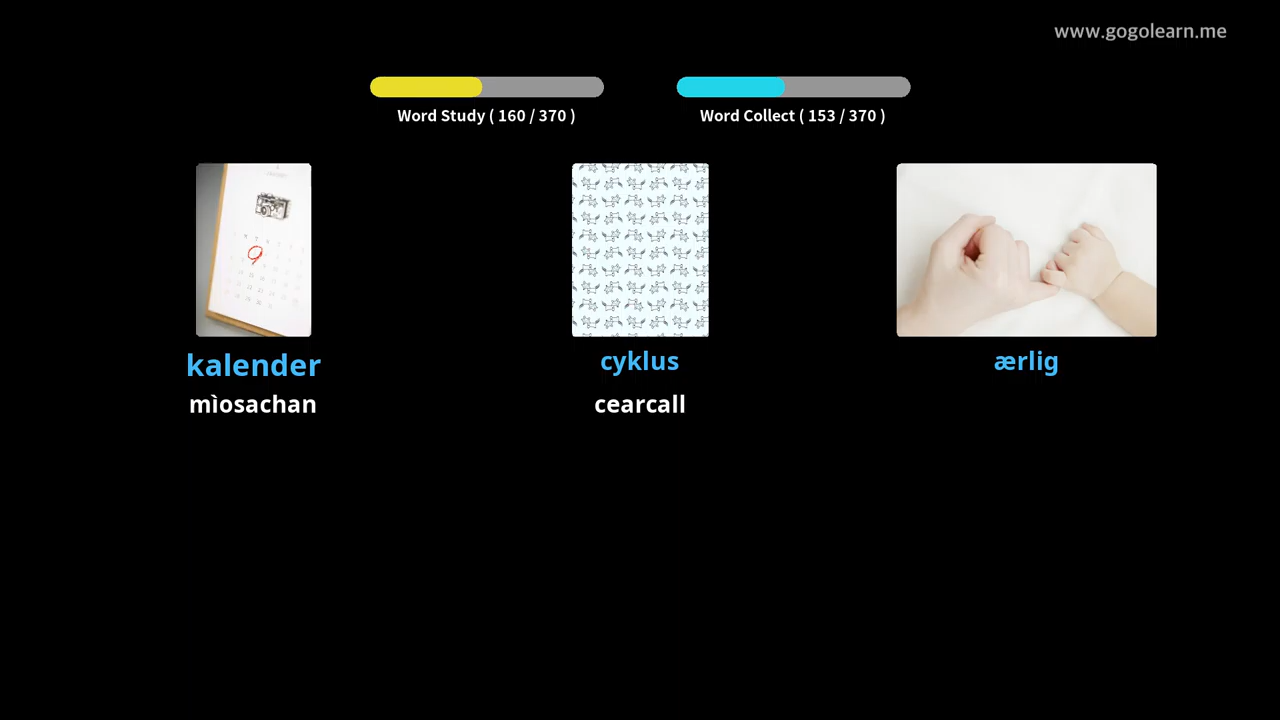 www.gogolearn.me
Word Study ( 160 / 370 )
Word Collect ( 153 / 370 )
kalender
cyklus
ærlig
mìosachan
cearcall